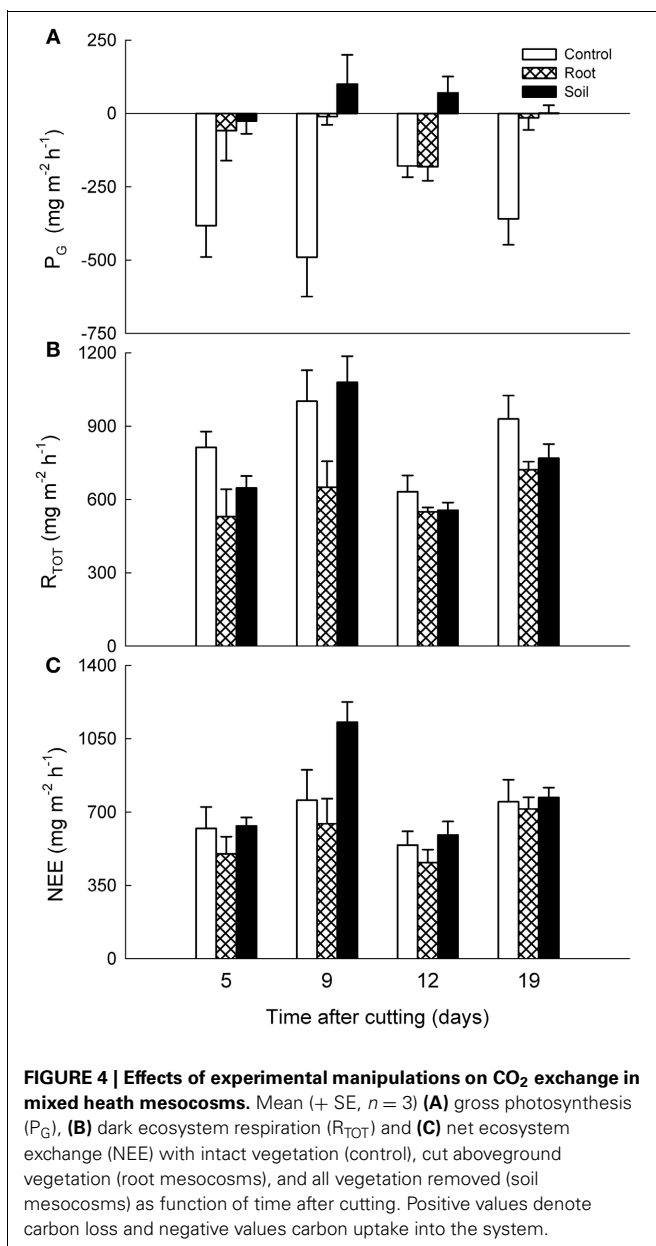 A
250
0
-250
-500
-750
P_G (mg m⁻² h⁻¹)
Control
Root
Soil
B
1200
900
600
300
0
R_TOT (mg m⁻² h⁻¹)
C
1400
1050
700
350
0
NEE (mg m⁻² h⁻¹)
5 9 12 19
Time after cutting (days)
FIGURE 4 | Effects of experimental manipulations on CO₂ exchange in
mixed heath mesocosms. Mean (+ SE, n = 3) (A) gross photosynthesis
(P_G), (B) dark ecosystem respiration (R_TOT) and (C) net ecosystem
exchange (NEE) with intact vegetation (control), cut aboveground
vegetation (root mesocosms), and all vegetation removed (soil
mesocosms) as function of time after cutting. Positive values denote
carbon loss and negative values carbon uptake into the system.